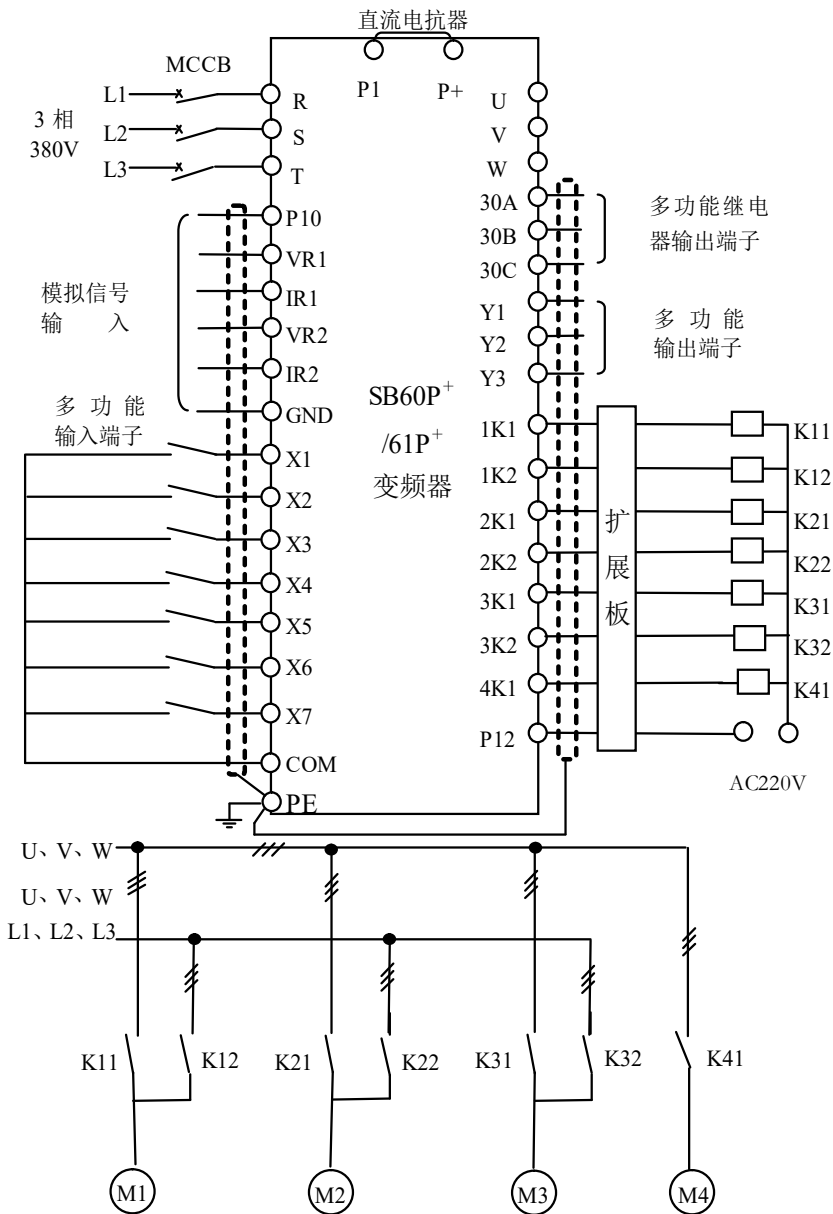 直流电抗器
MCCB
P1 P+
3 相
380V
L1
L2
L3
R
S
T
U
V
W
P10
VR1
IR1
VR2
IR2
GND
模拟信号
输 入
多 功 能
输入端子
X1
X2
X3
X4
X5
X6
X7
COM
PE
SB60P+
/61P+
变频器
30A
30B
30C
多功能继电
器输出端子
Y1
Y2
Y3
多 功 能
输出端子
1K1
1K2
2K1
2K2
3K1
3K2
4K1
P12
扩
展
板
K11
K12
K21
K22
K31
K32
K41
AC220V
U、V、W
U、V、W
L1、L2、L3
K11 K12 K21 K22 K31 K32 K41
M1 M2 M3 M4